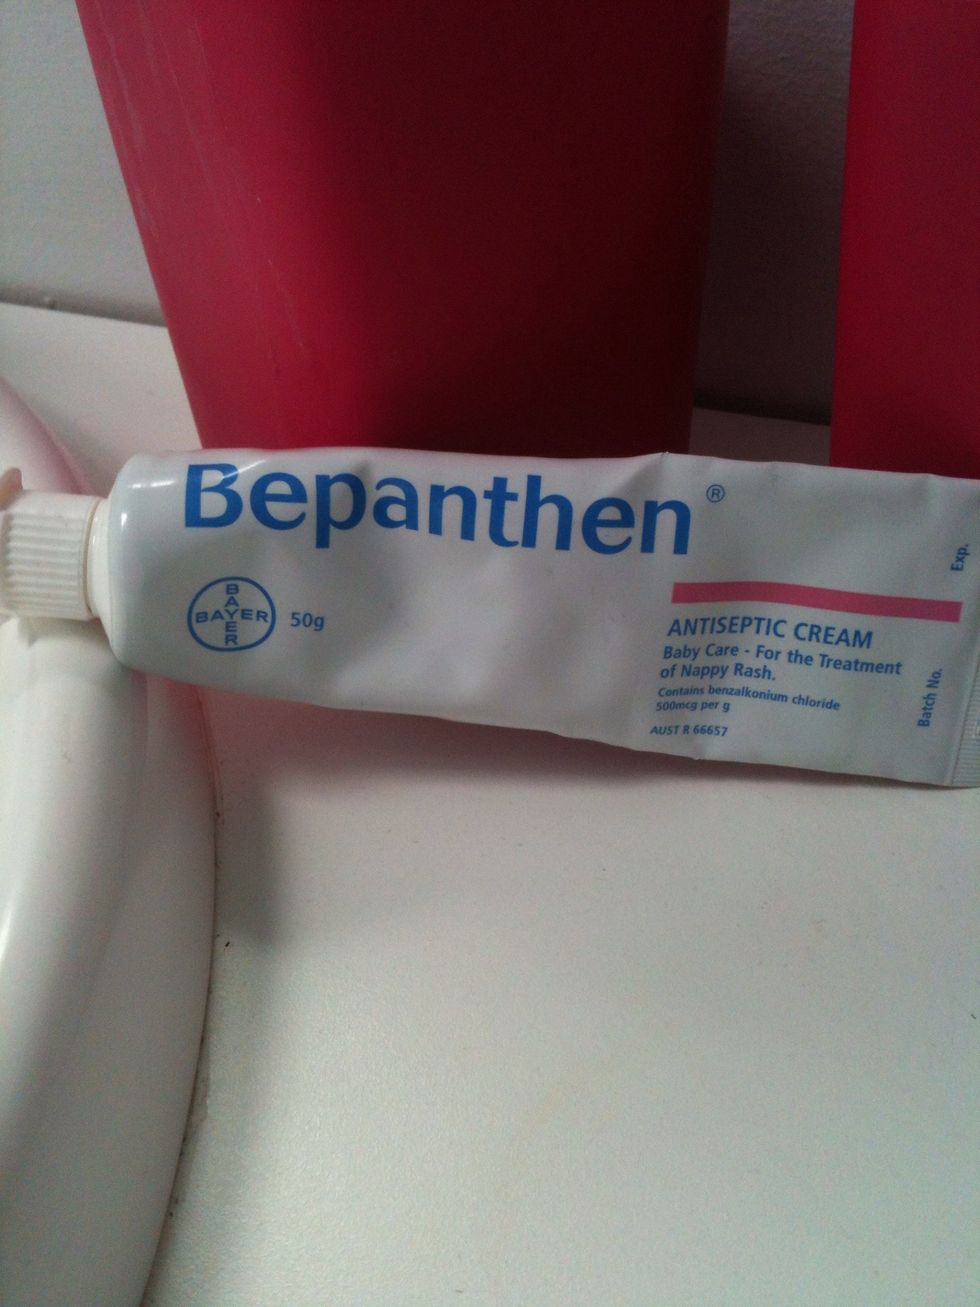 Bepanthen®
BAYER
BAYER
50g
ANTISEPTIC CREAM
Baby Care - For the Treatment
of Nappy Rash.
Contains benzalkonium chloride
500mcg per g
AUST R 66657
Exp.
Batch No.